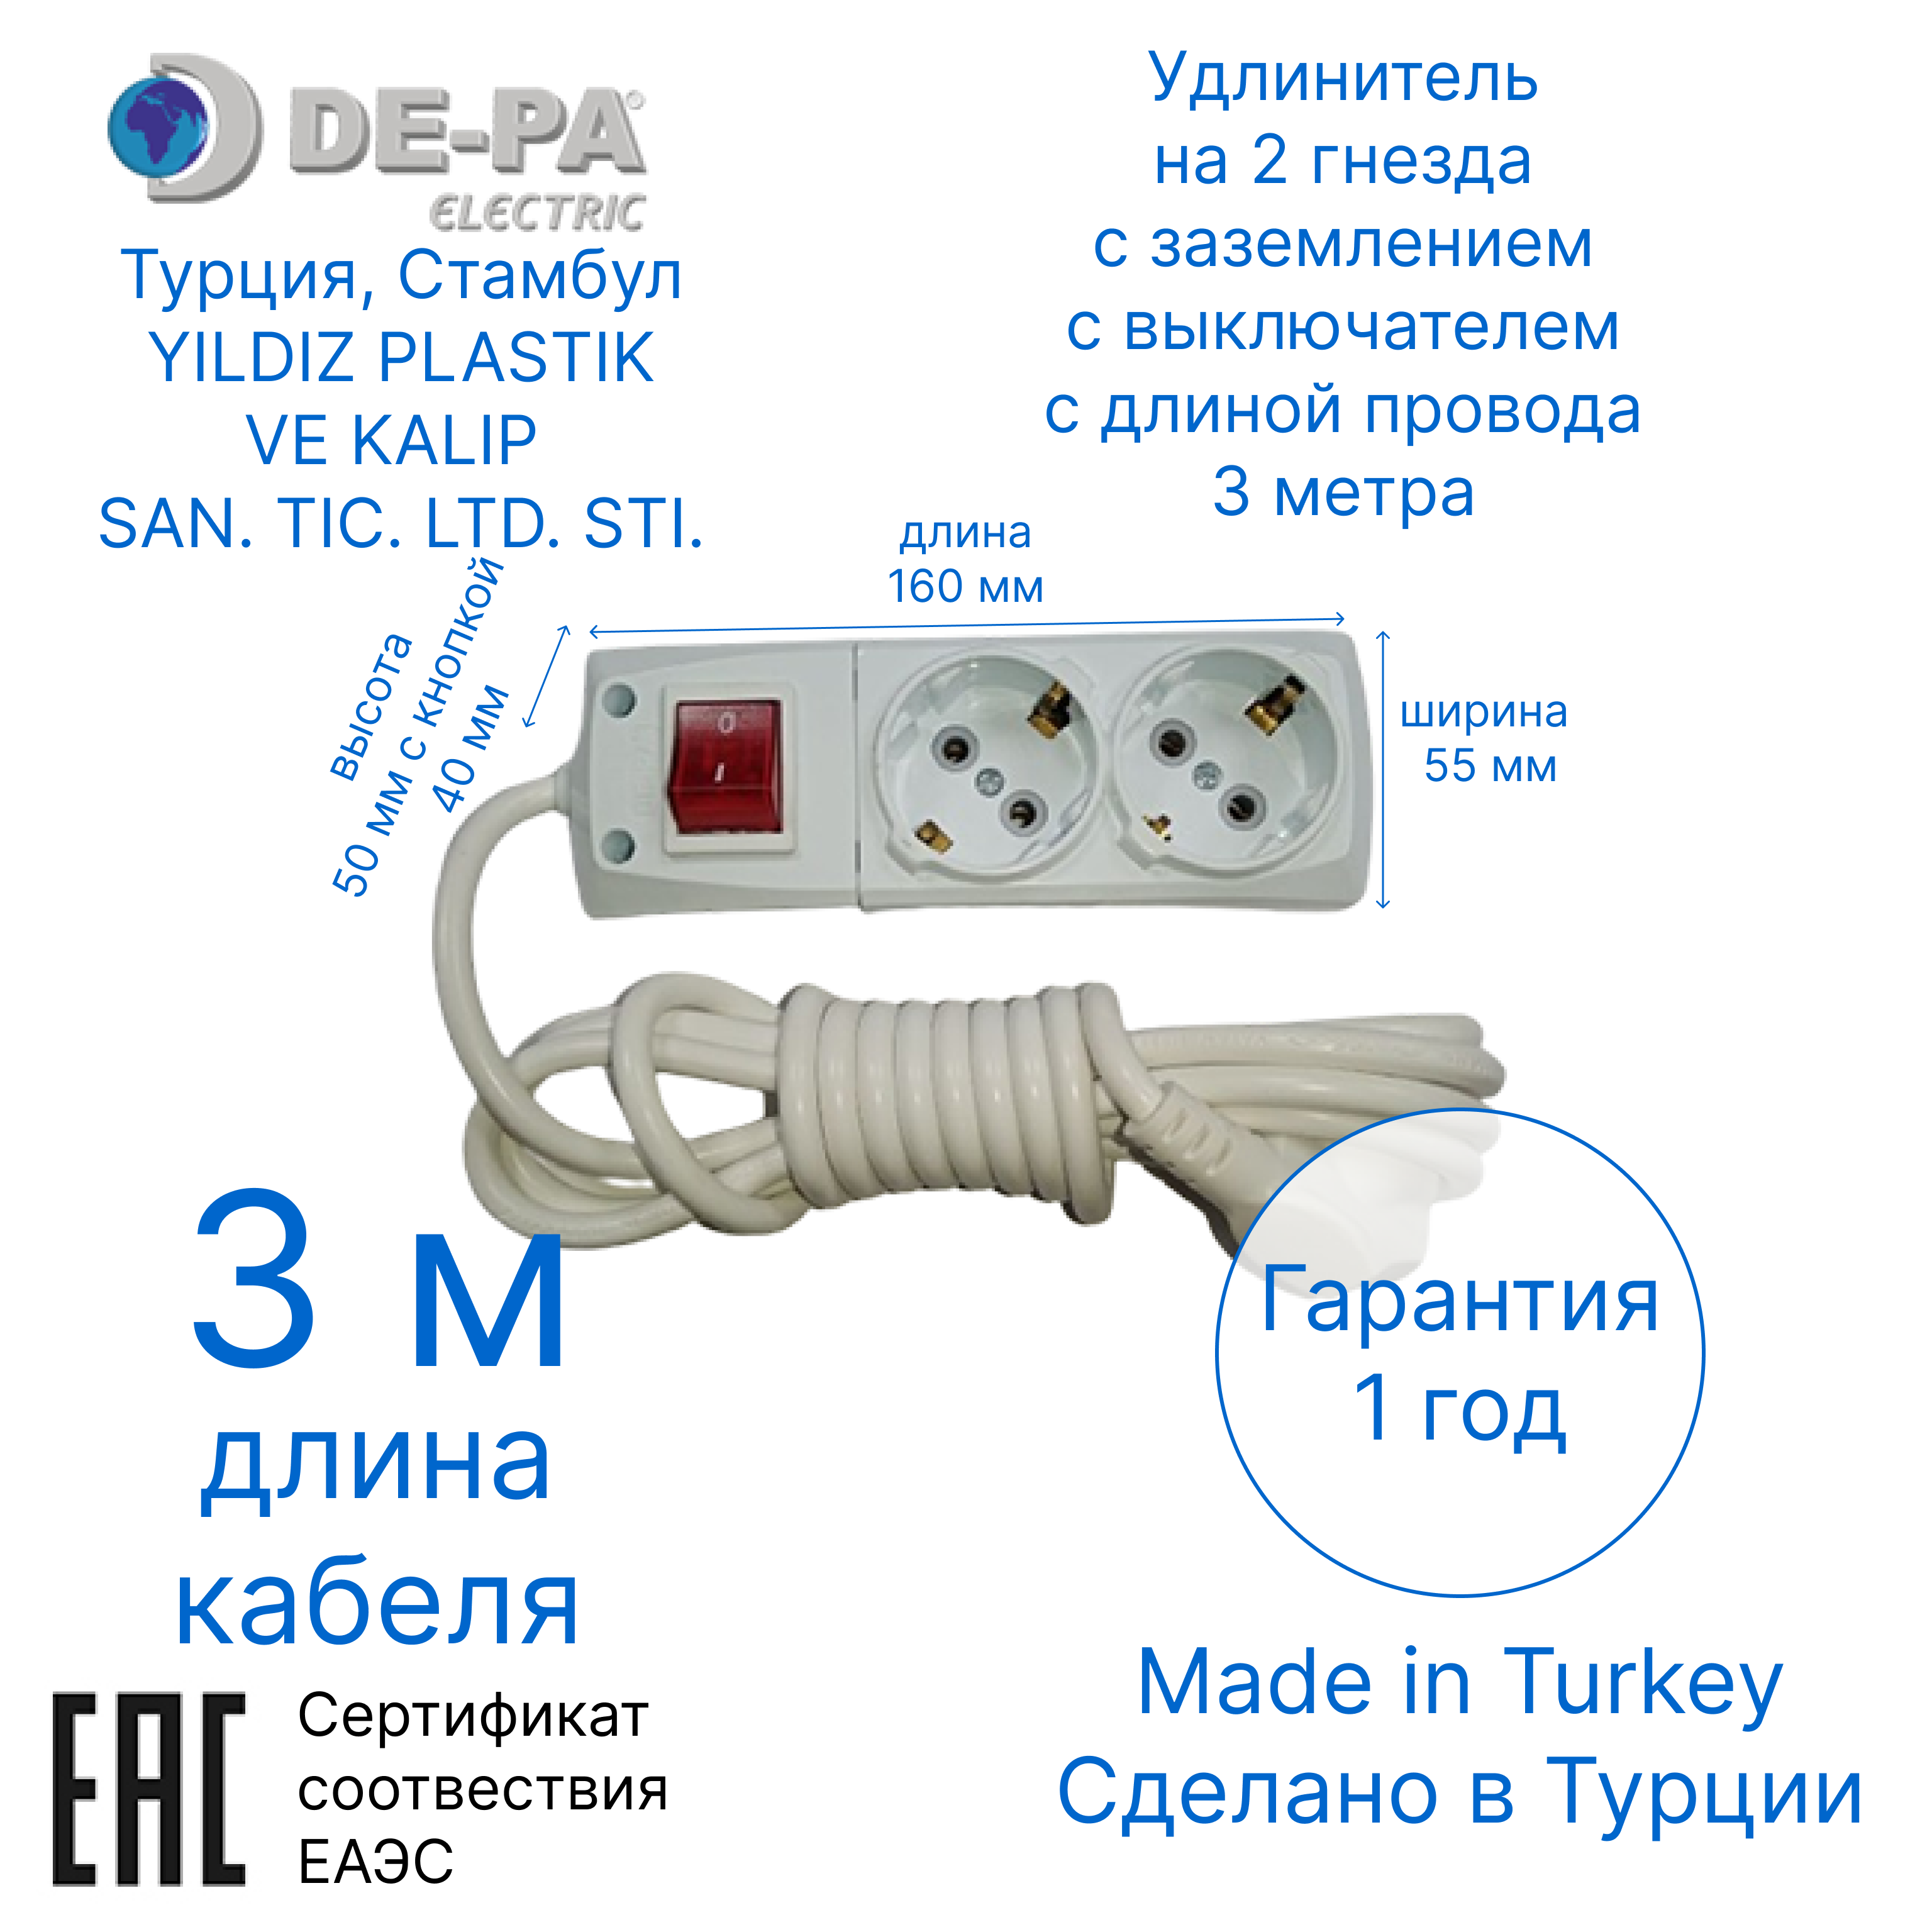 DE-PA
ELECTRIC
Турция, Стамбул
YILDIZ PLASTIK
VE KALIP
SAN. TIC. LTD. STI.
Удлинитель
на 2 гнезда
с заземлением
с выключателем
с длиной провода
3 метра
длина
160 мм
высота
50 мм с кнопкой
40 мм
ширина
55 мм
0
I
3 м
длина
кабеля
Гарантия
1 год
EAC
Сертификат
соотвествия
ЕАЭС
Made in Turkey
Сделано в Турции